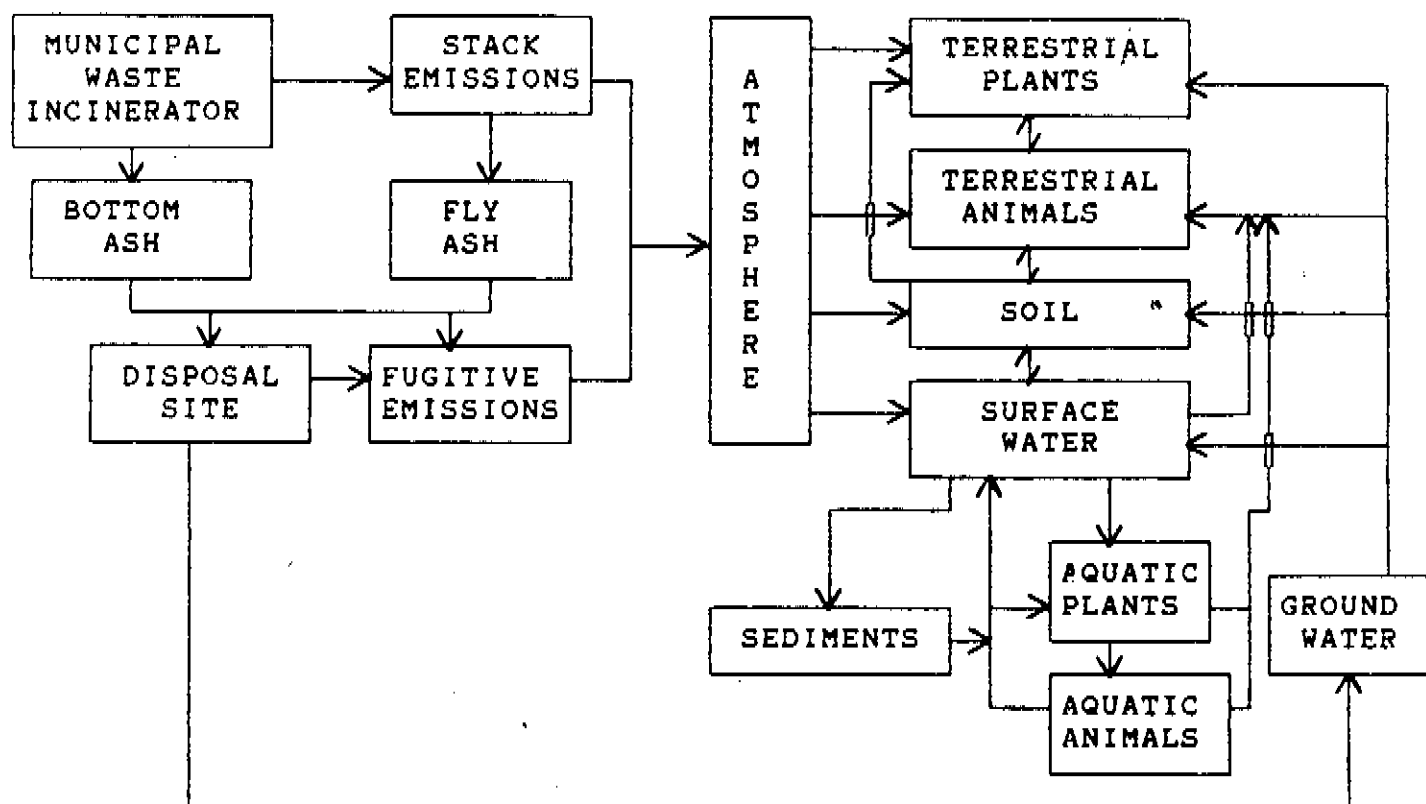 MUNICIPAL
WASTE
INCINERATOR
STACK
EMISSIONS
BOTTOM
ASH
FLY
ASH
DISPOSAL
SITE
FUGITIVE
EMISSIONS
A
T
M
O
S
P
H
E
R
E
TERRESTRIAL
PLANTS
TERRESTRIAL
ANIMALS
SOIL
SURFACE
WATER
SEDIMENTS
AQUATIC
PLANTS
AQUATIC
ANIMALS
GROUND
WATER